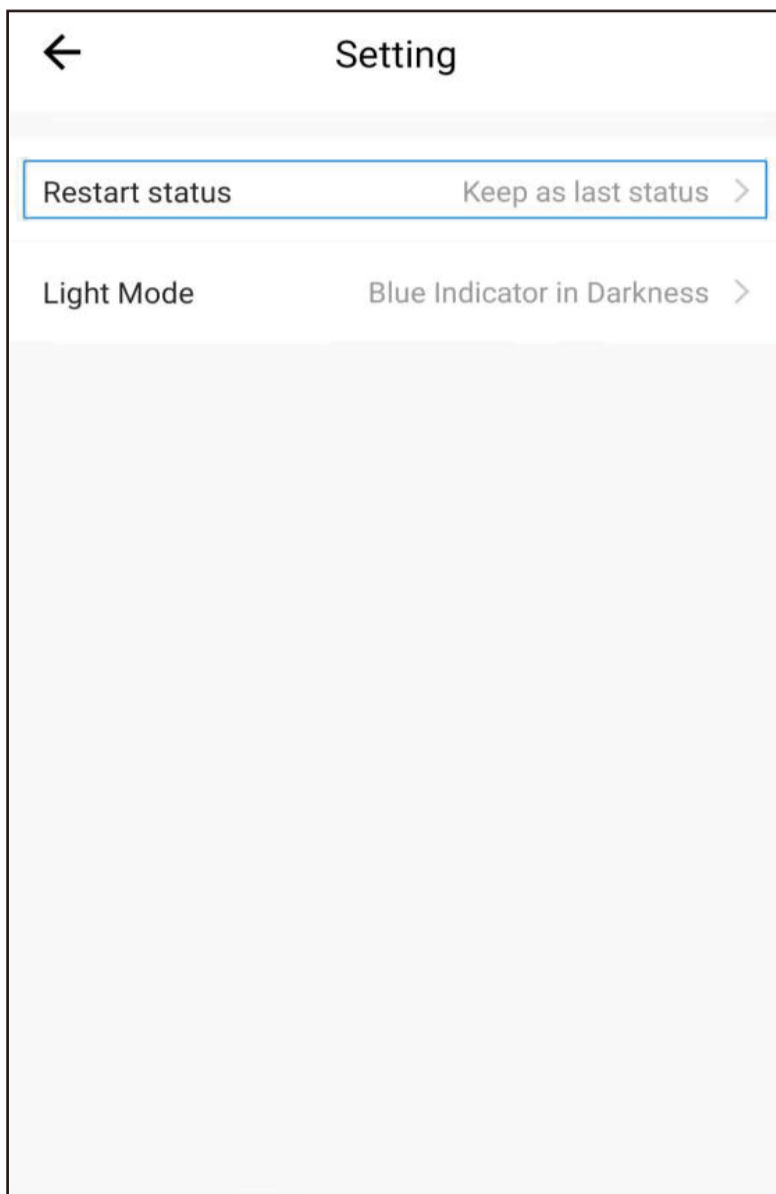 Setting
Restart status Keep as last status
Light Mode Blue Indicator in Darkness